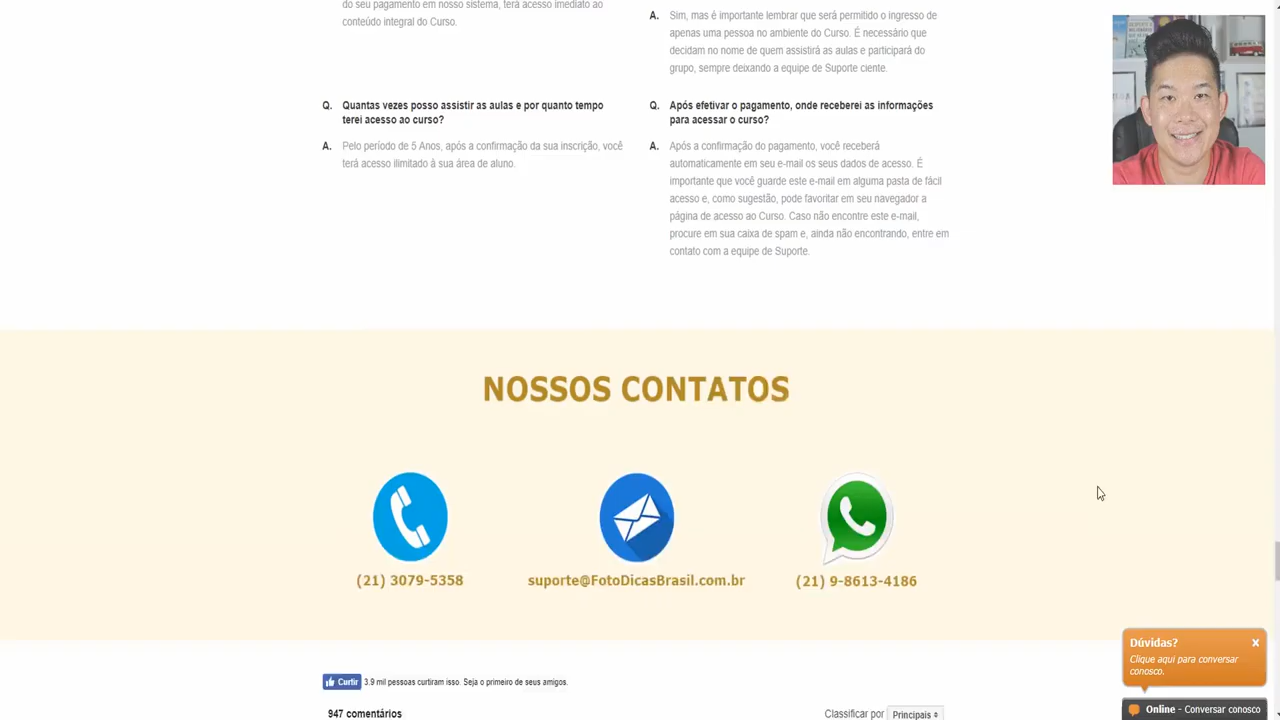 do seu pagamento em nosso sistema, terá acesso imediato ao
conteúdo integral do Curso.
A. Sim, mas é importante lembrar que será permitido o ingresso de
apenas uma pessoa no ambiente do Curso. É necessário que
decidam no nome de quem assistirá as aulas e participará do
grupo, sempre deixando a equipe de Suporte ciente.
Q. Quantas vezes posso assistir as aulas e por quanto tempo
terei acesso ao curso?
A. Pelo período de 5 Anos, após a confirmação da sua inscrição, você
terá acesso ilimitado à sua área de aluno.
Q. Após efetivar o pagamento, onde receberei as informações
para acessar o curso?
A. Após a confirmação do pagamento, você receberá
automaticamente em seu e-mail os seus dados de acesso. É
importante que você guarde este e-mail em alguma pasta de fácil
acesso e, como sugestão, pode favoritar em seu navegador a
página de acesso ao Curso. Caso não encontre este e-mail,
procure em sua caixa de spam e, ainda não encontrando, entre em
contato com a equipe de Suporte.
NOSSOS CONTATOS
(21) 3079-5358
suporte@FotoDicasBrasil.com.br
(21) 9-8613-4186
Dúvidas?
Clique aqui para conversar
conosco.
Online - Conversar conosco
Curtir 3.9 mil pessoas curtiram isso. Seja o primeiro de seus amigos.
947 comentários
Classificar por Principais